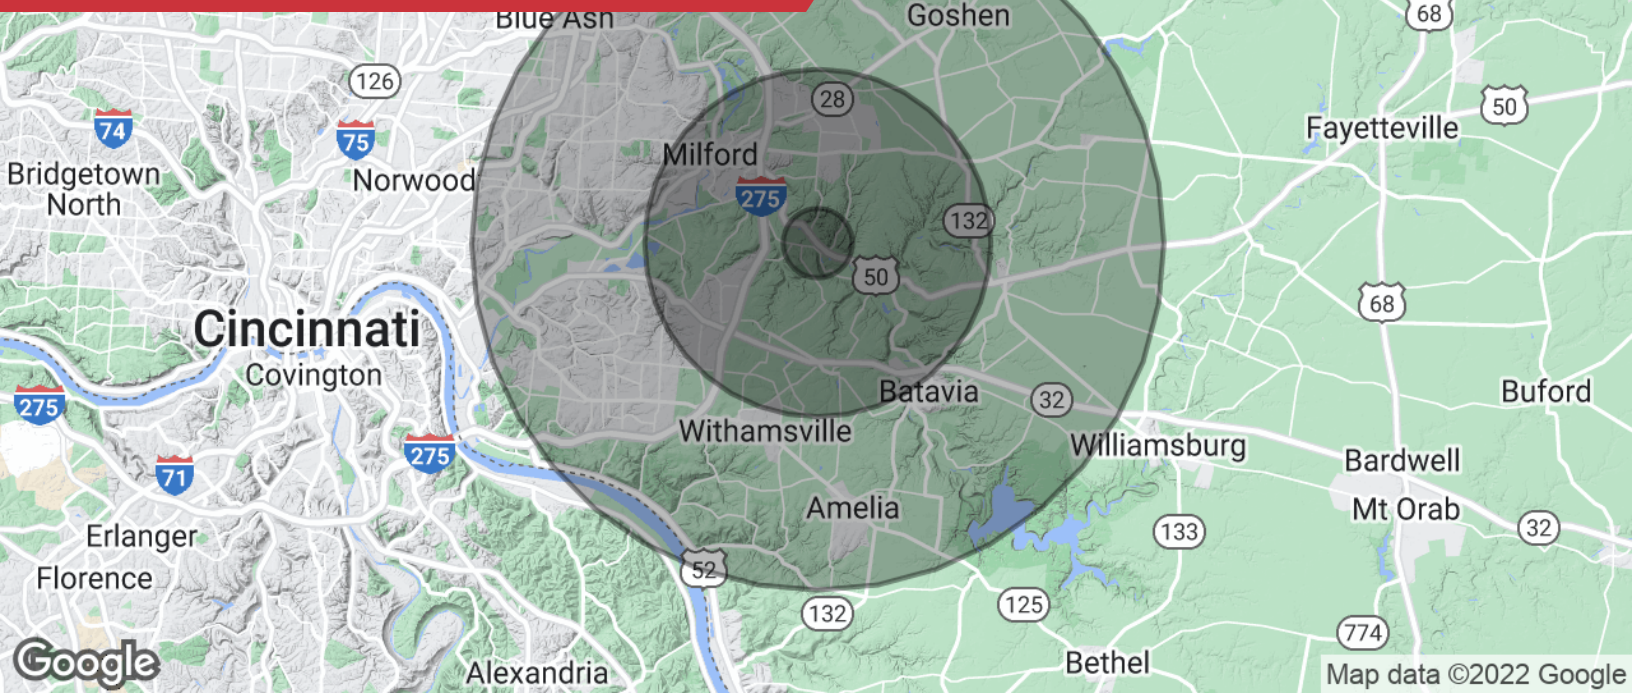 Blue Ash
Goshen
68
126
28
50
74
75
Fayetteville
Milford
Bridgetown
North
Norwood
275
132
50
68
Cincinnati
Covington
275
Batavia
32
Buford
Withamsville
275
71
Williamsburg
Bardwell
Amelia
Mt Orab
Erlanger
133
32
Florence
52
132
125
774
Google
Alexandria
Bethel
Map data ©2022 Google